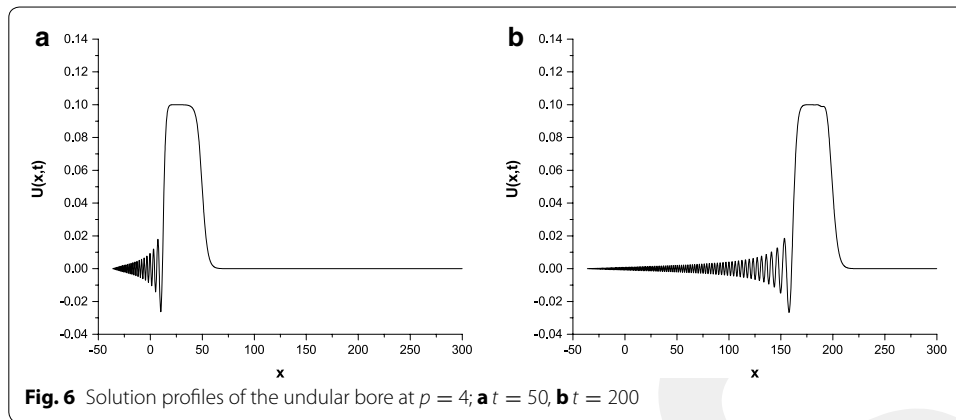 a
0.14
0.12
0.10
0.08
0.06
0.04
0.02
0.00
-0.02
-0.04
U(x,t)
-50 0 50 100 150 200 250 300
x
b
0.14
0.12
0.10
0.08
0.06
0.04
0.02
0.00
-0.02
-0.04
U(x,t)
-50 0 50 100 150 200 250 300
x
Fig. 6 Solution profiles of the undular bore at p = 4; a t = 50, b t = 200